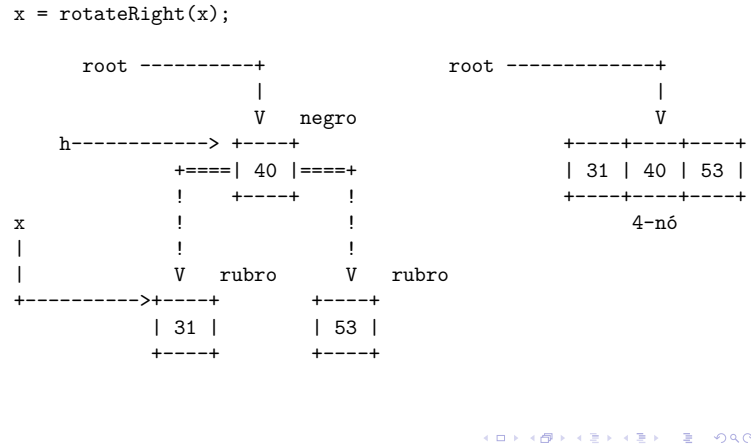 x = rotateRight(x);
root ----------+                root -------------+
|                                   |
V   negro                           V
h------------> +----+                       +----+----+----+
+====| 40 |====+                  | 31 | 40 | 53 |
!    +----+    !                  +----+----+----+
x             !              !                        4-nó
|             !              !
|             V   rubro      V   rubro
+---------->+----+        +----+
| 31 |        | 53 |
+----+        +----+